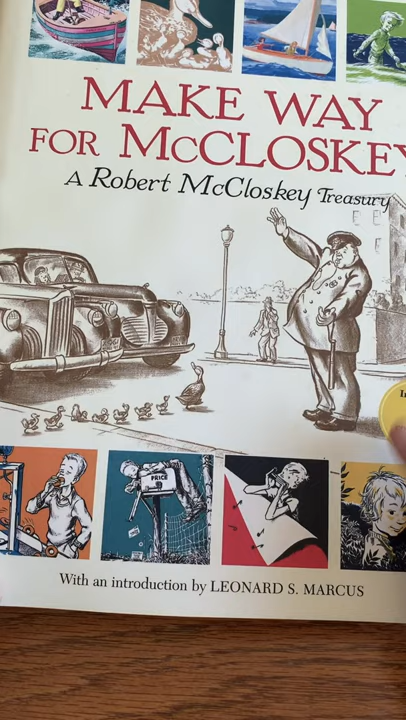 MAKE WAY
FOR McCLOSKEY
A Robert McCloskey Treasury
PRICE
With an introduction by LEONARD S. MARCUS